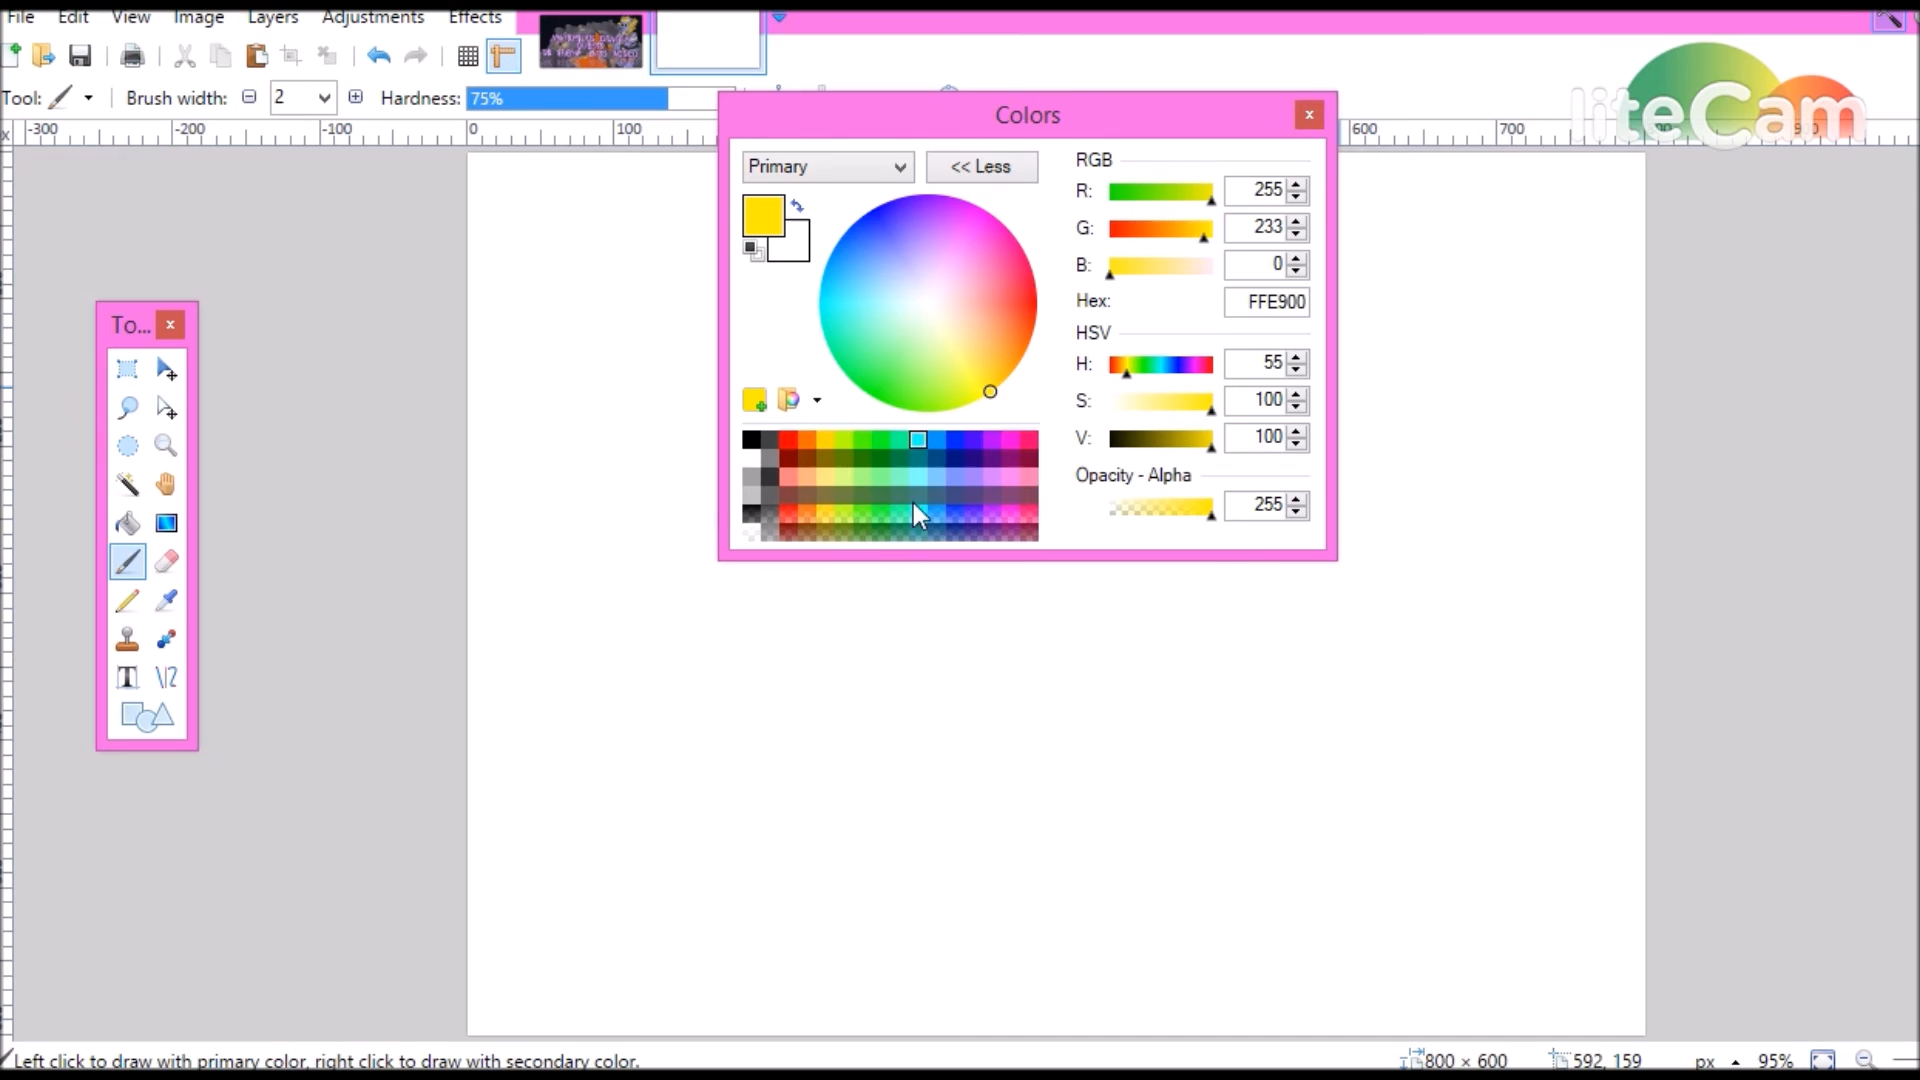 File Edit View Image Layers Adjustments Effects
Tool: Brush width: 2 Hardness: 75%
-300 -200 -100 0 100 600 700
liteCam
Colors
Primary << Less
RGB
R: 255
G: 233
B: 0
Hex: FFE900
HSV
H: 55
S: 100
V: 100
Opacity - Alpha
255
To...
Left click to draw with primary color, right click to draw with secondary color.
800 × 600 592, 159 px 95%